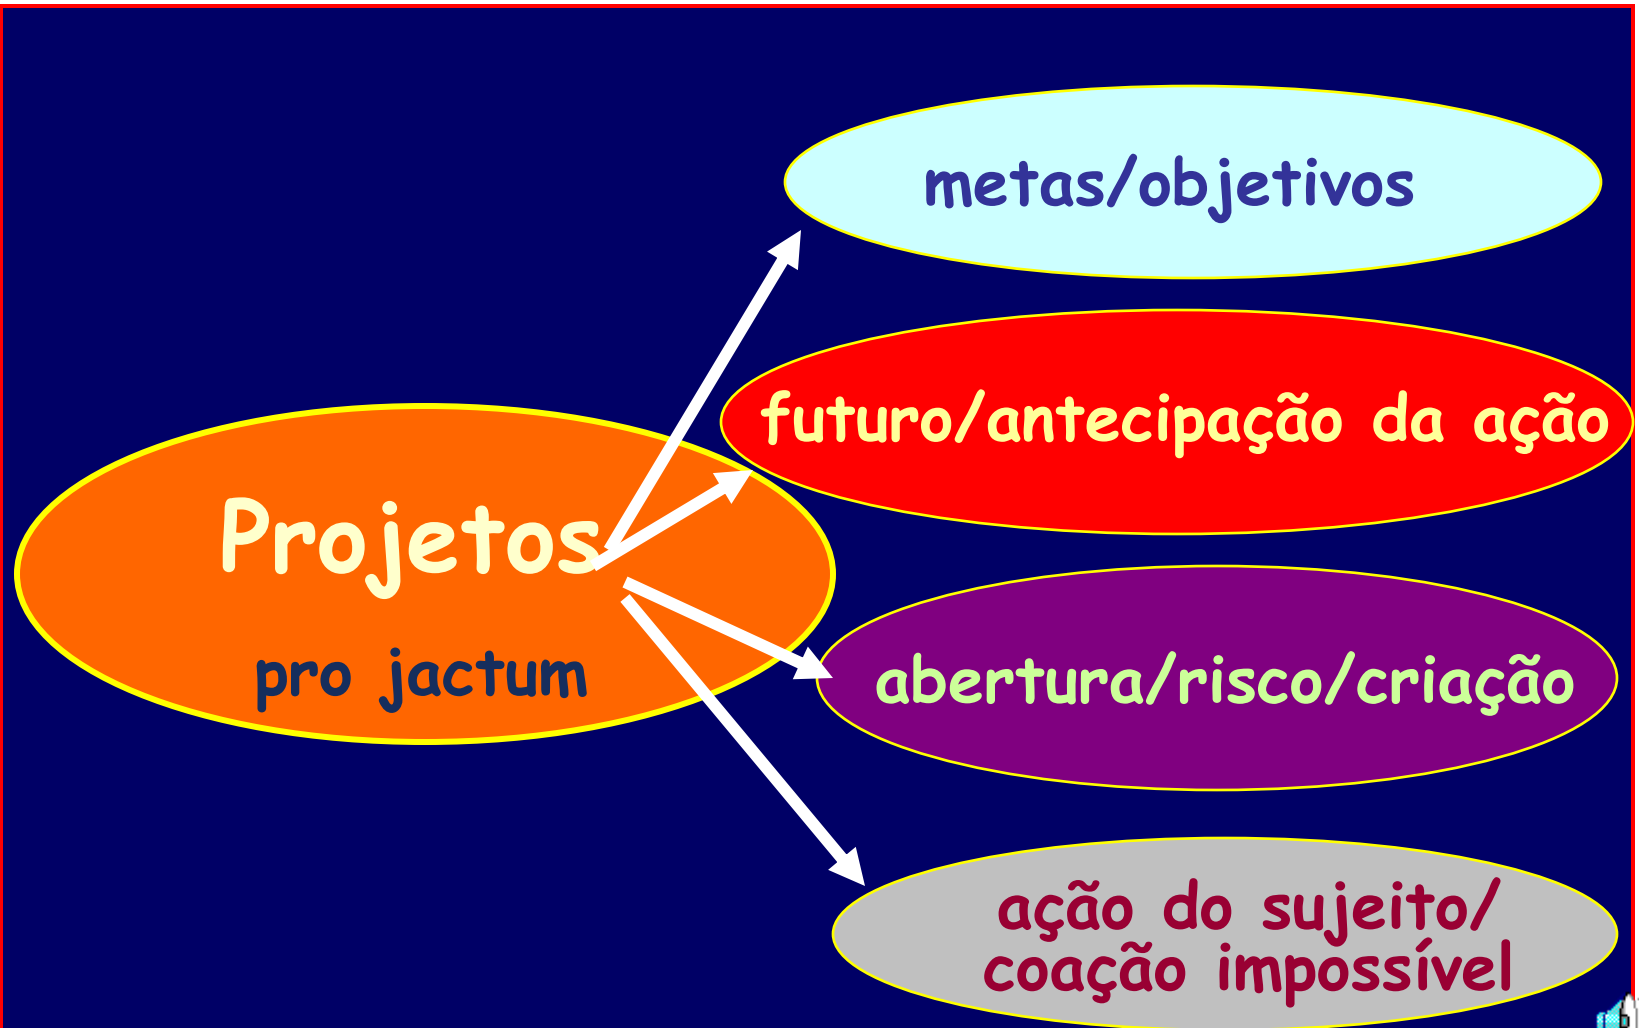 metas/objetivos
futuro/antecipação da ação
Projetos
pro jactum
abertura/risco/criação
ação do sujeito/
coação impossível